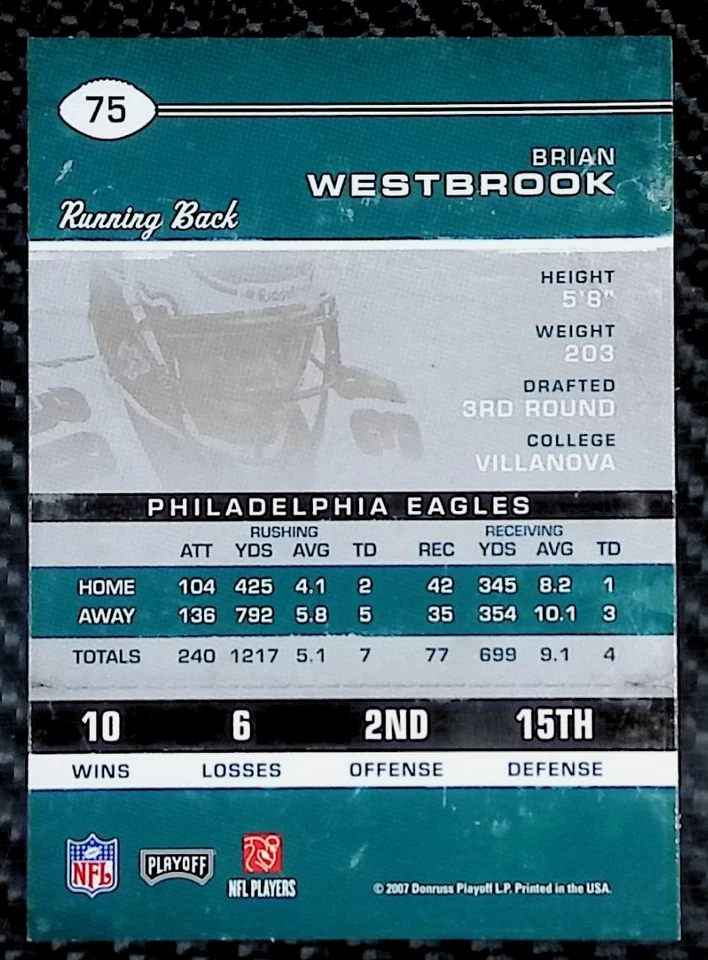 75
BRIAN
WESTBROOK
Running Back
Riddell
HEIGHT
5'8"
WEIGHT
203
DRAFTED
3RD ROUND
COLLEGE
VILLANOVA
PHILADELPHIA EAGLES
RUSHING RECEIVING
ATT YDS AVG TD REC YDS AVG TD
HOME 104 425 4.1 2 42 345 8.2 1
AWAY 136 792 5.8 5 35 354 10.1 3
TOTALS 240 1217 5.1 7 77 699 9.1 4
10 6 2ND 15TH
WINS LOSSES OFFENSE DEFENSE
NFL PLAYOFF NFL PLAYERS © 2007 Donruss Playoff L.P. Printed in the USA.